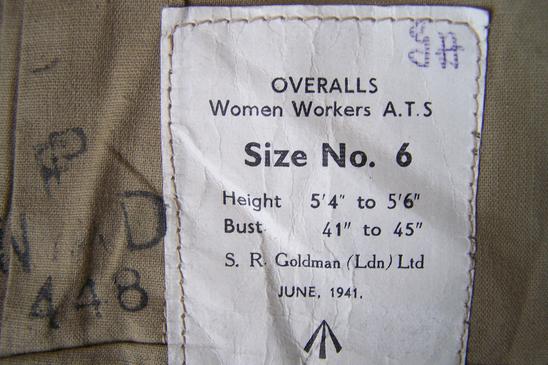 OVERALLS
Women Workers A.T.S
Size No. 6
Height 5'4" to 5'6"
Bust 41" to 45"
S. R. Goldman (Ldn) Ltd
JUNE, 1941.
448